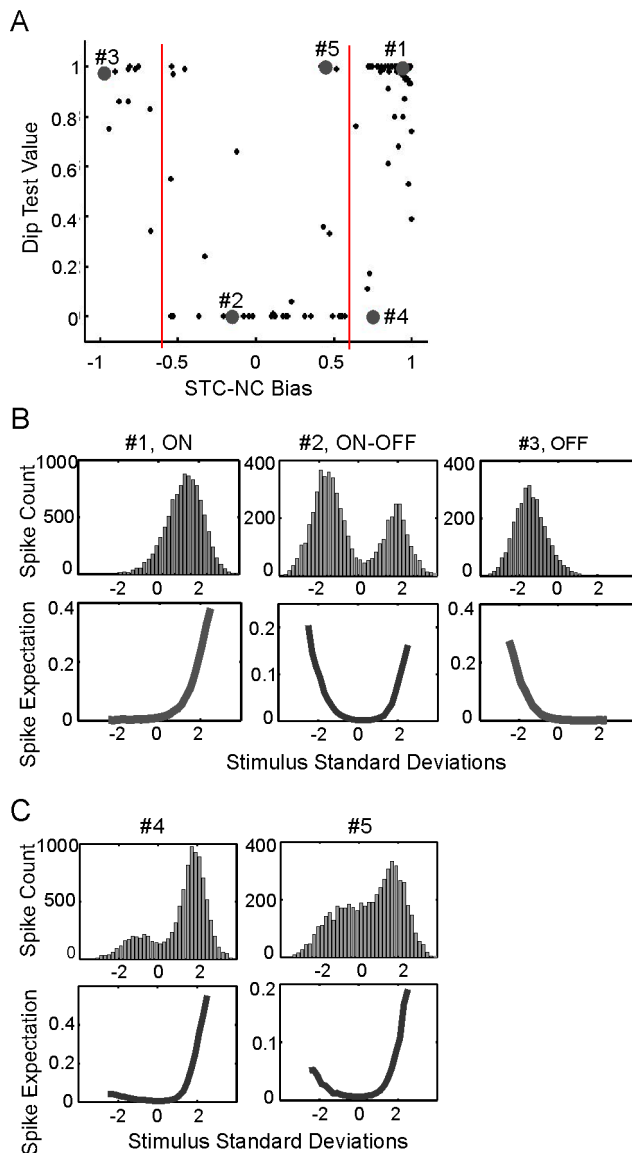 A
#3
#5
#1
1
0.8
0.6
0.4
0.2
0
Dip Test Value
#2
#4
-1
-0.5
0
0.5
1
STC-NC Bias
B
#1, ON
#2, ON-OFF
#3, OFF
Spike Count
1000
500
0
-2 0 2
400
200
0
-2 0 2
400
200
0
-2 0 2
Spike Expectation
0.4
0.2
0
-2 0 2
0.2
0.1
0
-2 0 2
0.4
0.2
0
-2 0 2
Stimulus Standard Deviations
C
#4
#5
Spike Count
1000
500
0
-2 0 2
400
200
0
-2 0 2
Spike Expectation
0.4
0.2
0
-2 0 2
0.2
0.1
0
-2 0 2
Stimulus Standard Deviations